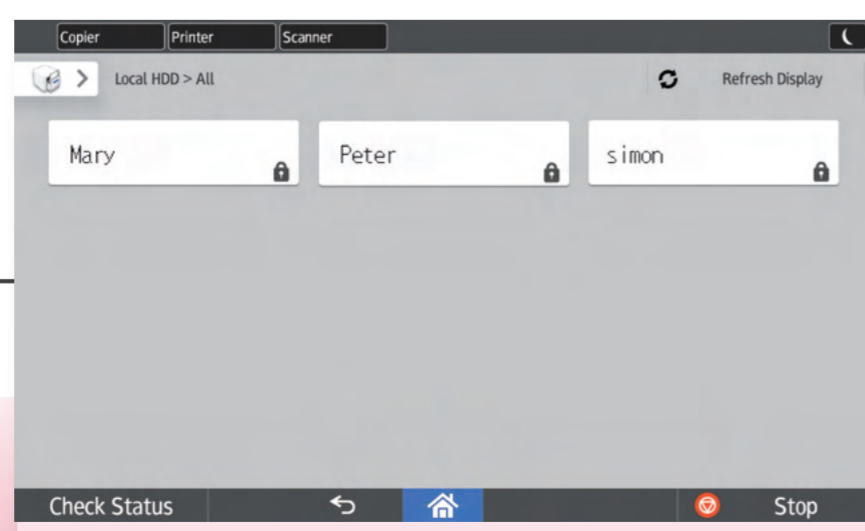 Copier Printer Scanner
Local HDD > All Refresh Display
Mary Peter simon
Check Status Stop